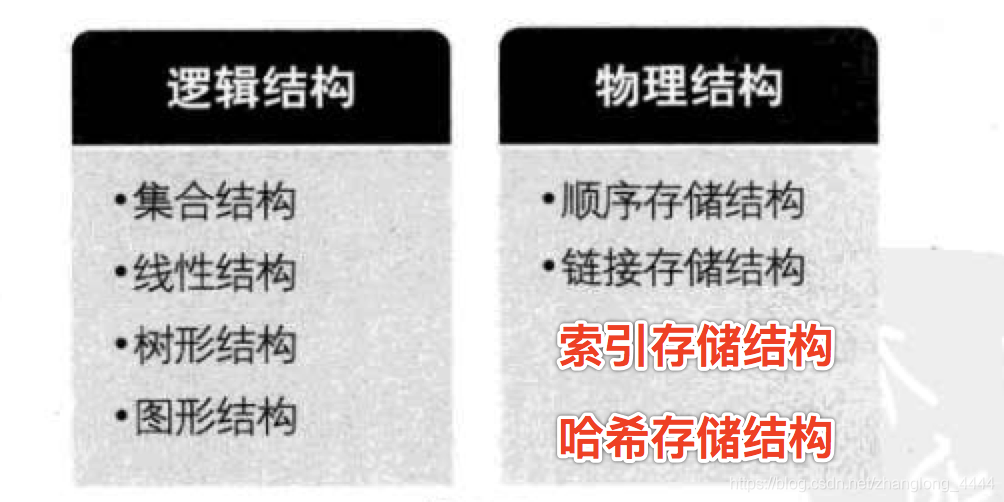 逻辑结构
•集合结构
•线性结构
•树形结构
•图形结构
物理结构
•顺序存储结构
•链接存储结构
索引存储结构
哈希存储结构
https://blog.csdn.net/zhanglong_4444